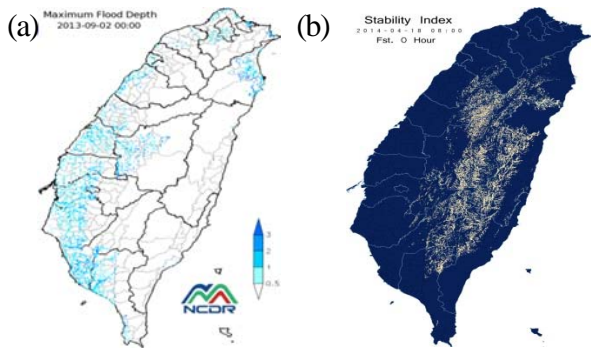 (a)
Maximum Flood Depth
2013-09-02 00:00
3
2
1
0.5
NCDR
(b)
Stability Index
2014-04-18 08:00
Fst. 0 Hour